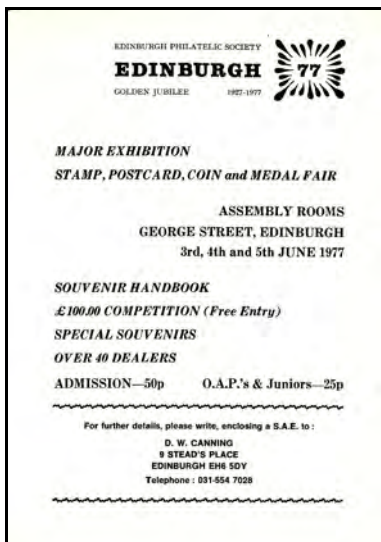 EDINBURGH PHILATELIC SOCIETY
EDINBURGH 77
GOLDEN JUBILEE 1927-1977
MAJOR EXHIBITION
STAMP, POSTCARD, COIN and MEDAL FAIR
ASSEMBLY ROOMS
GEORGE STREET, EDINBURGH
3rd, 4th and 5th JUNE 1977
SOUVENIR HANDBOOK
£100.00 COMPETITION (Free Entry)
SPECIAL SOUVENIRS
OVER 40 DEALERS
ADMISSION—50p O.A.P.'s & Juniors—25p
For further details, please write, enclosing a S.A.E. to :
D. W. CANNING
9 STEAD'S PLACE
EDINBURGH EH6 5DY
Telephone : 031-554 7028